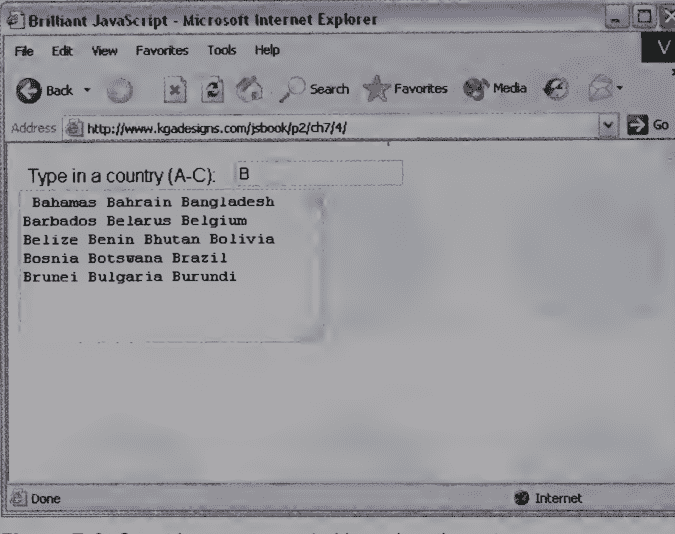 Brilliant JavaScript - Microsoft Internet Explorer
File Edit View Favorites Tools Help
Back Search Favorites Media
Address http://www.kgadesigns.com/jsbook/p2/ch7/4/ Go
Type in a country (A-C): B
Bahamas Bahrain Bangladesh
Barbados Belarus Belgium
Belize Benin Bhutan Bolivia
Bosnia Botswana Brazil
Brunei Bulgaria Burundi
Done Internet